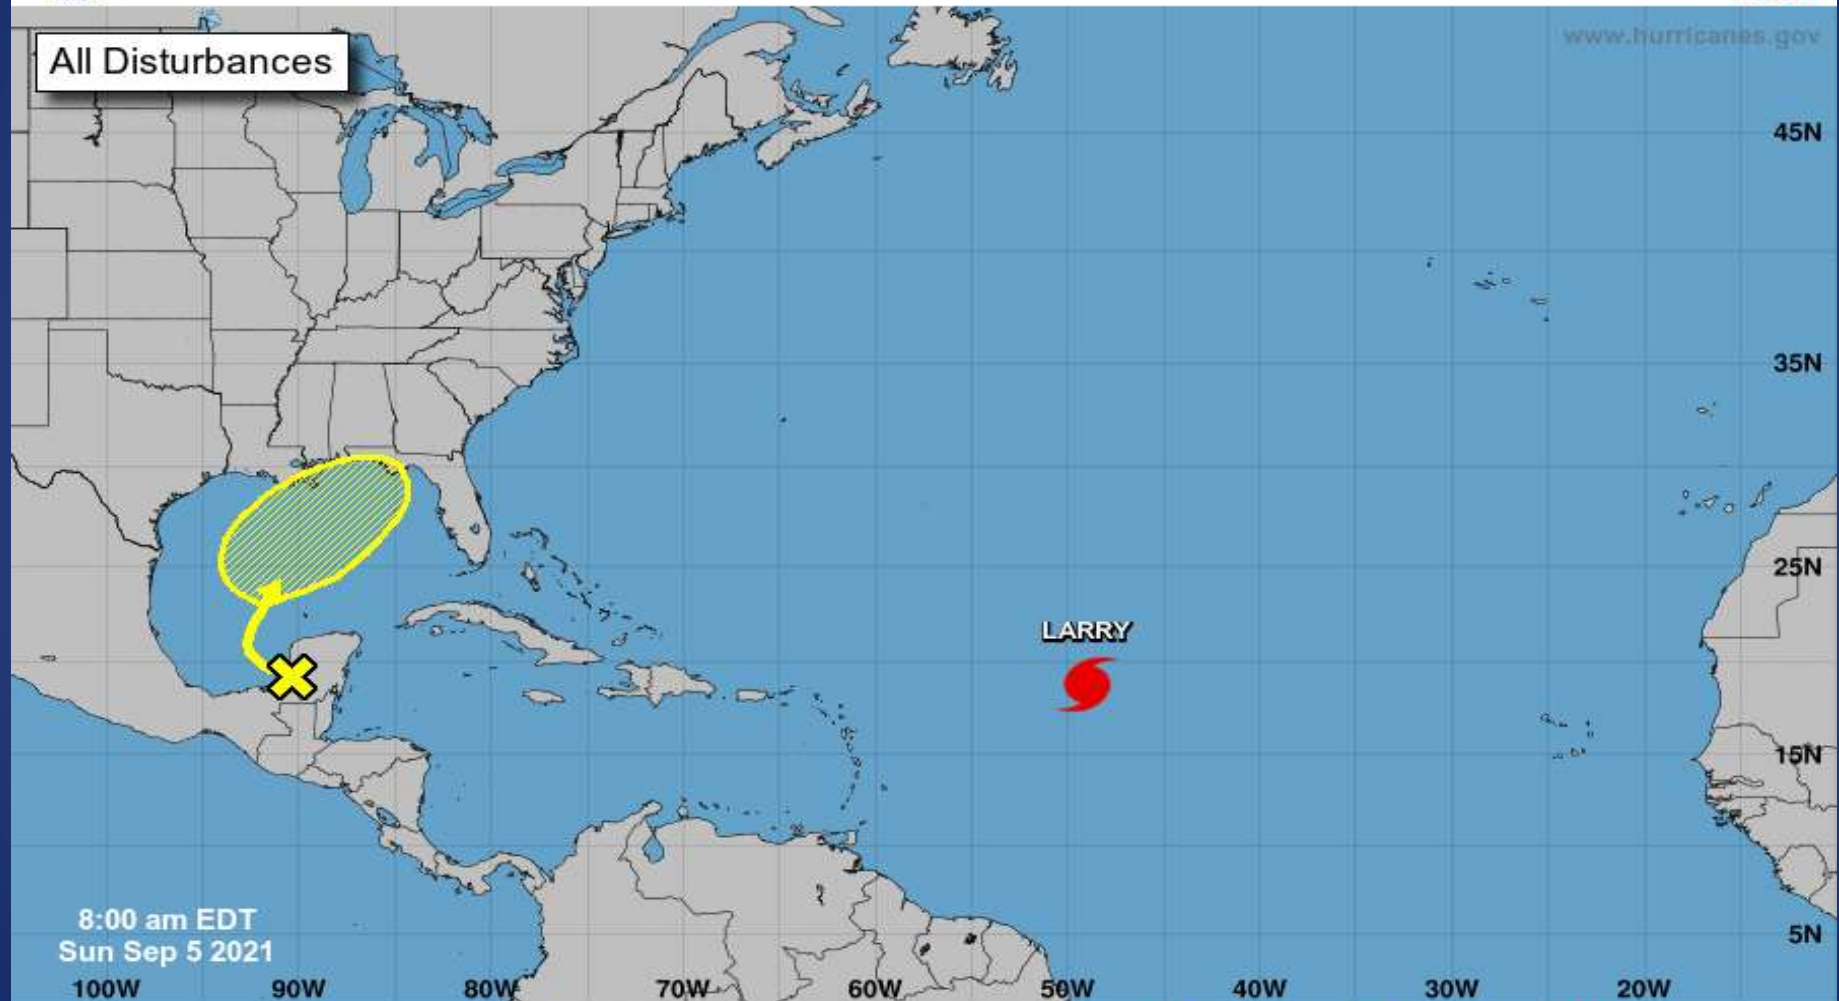 www.hurricanes.gov
All Disturbances
45N
35N
25N
LARRY
15N
8:00 am EDT
Sun Sep 5 2021
5N
100W 90W 80W 70W 60W 50W 40W 30W 20W